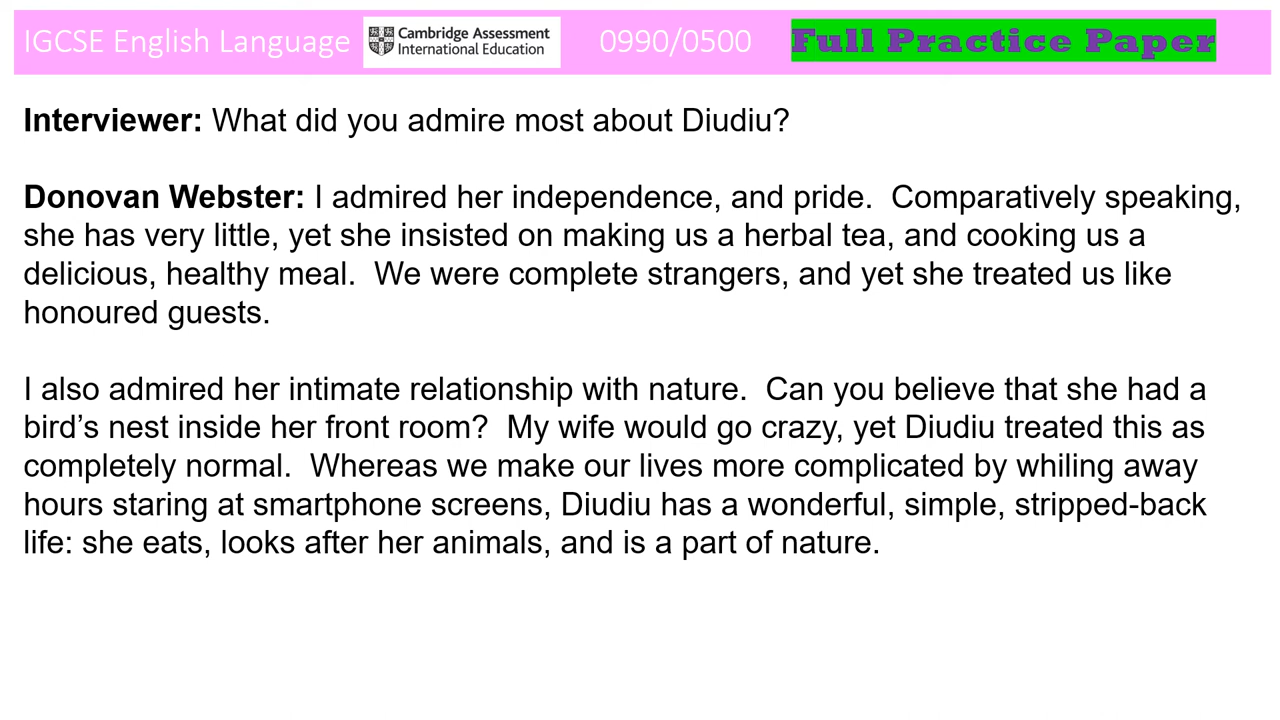 IGCSE English Language
Cambridge Assessment
International Education
0990/0500
Full Practice Paper
Interviewer: What did you admire most about Diudiu?
Donovan Webster: I admired her independence, and pride.  Comparatively speaking,
she has very little, yet she insisted on making us a herbal tea, and cooking us a
delicious, healthy meal.  We were complete strangers, and yet she treated us like
honoured guests.
I also admired her intimate relationship with nature.  Can you believe that she had a
bird’s nest inside her front room?  My wife would go crazy, yet Diudiu treated this as
completely normal.  Whereas we make our lives more complicated by whiling away
hours staring at smartphone screens, Diudiu has a wonderful, simple, stripped-back
life: she eats, looks after her animals, and is a part of nature.